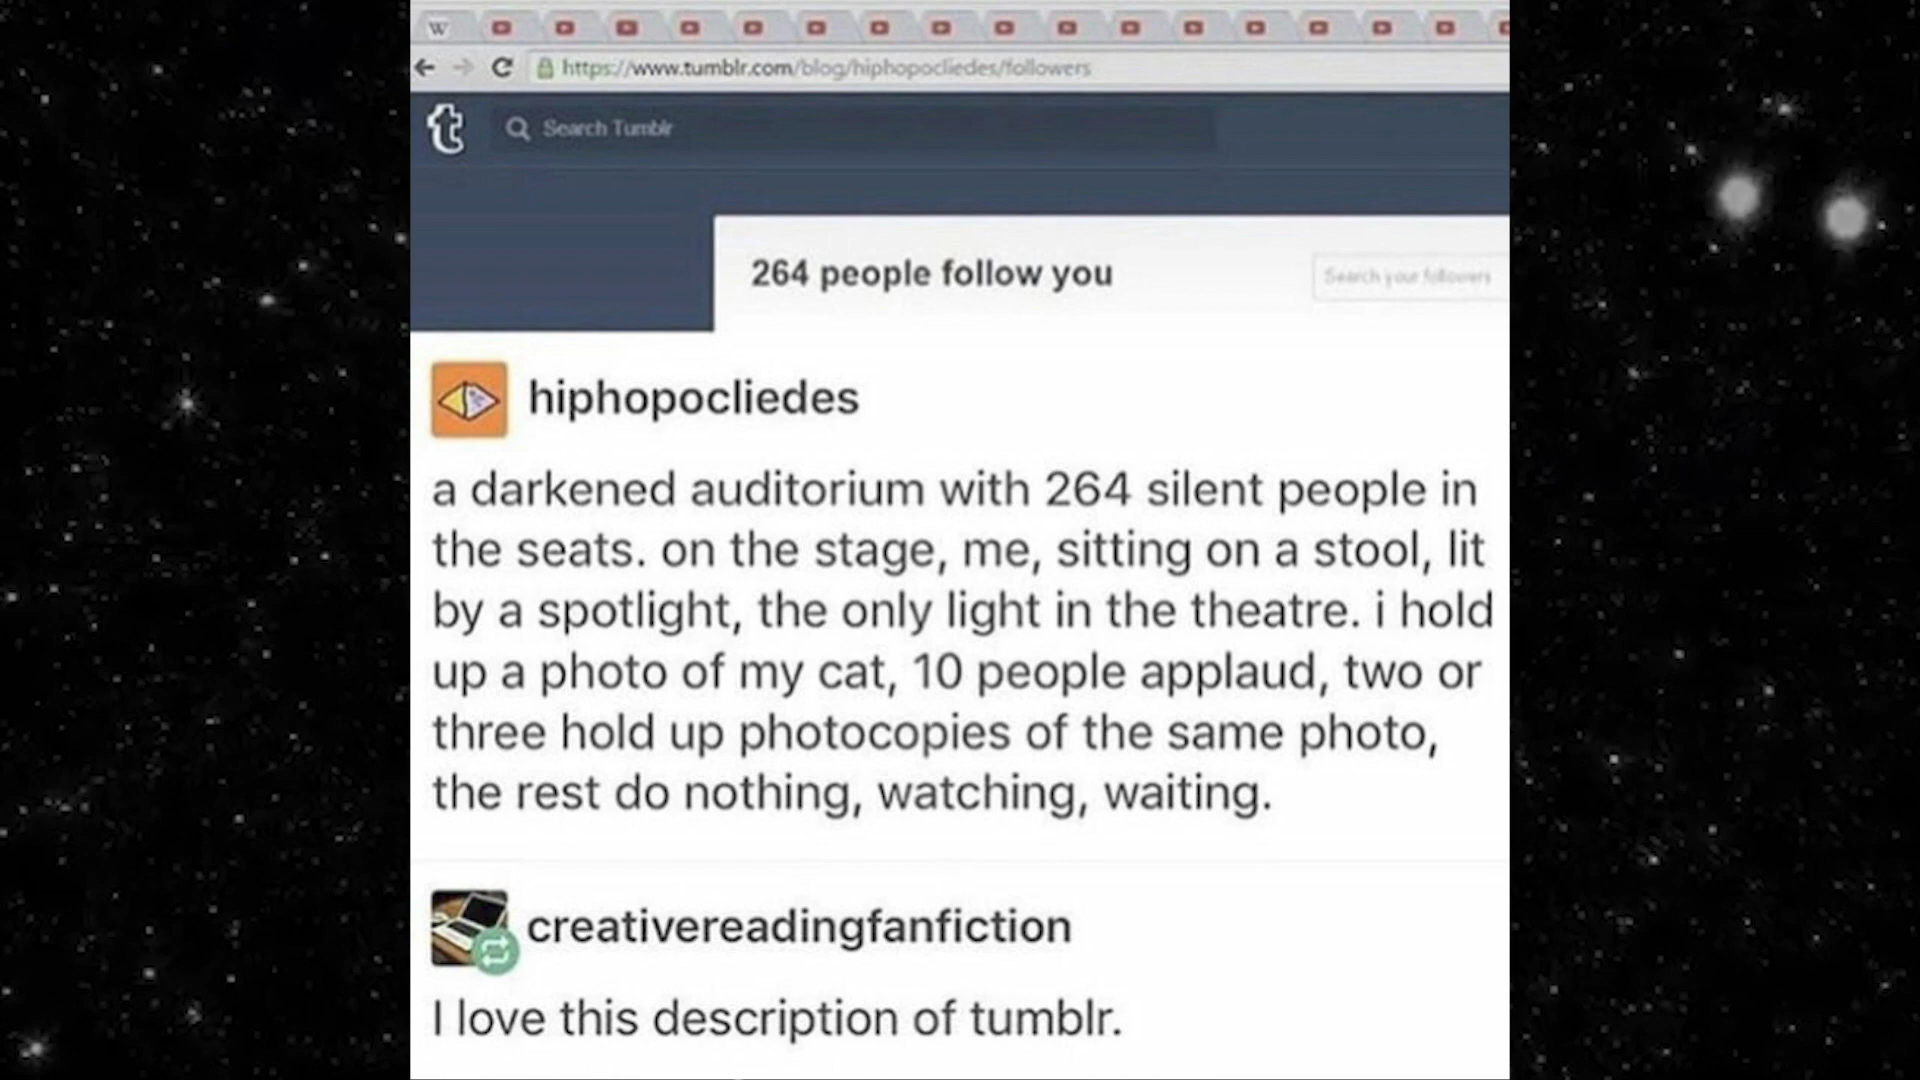 W
https://www.tumblr.com/blog/hiphopocliedes/followers
t Search Tumblr
264 people follow you Search your followers
hiphopocliedes
a darkened auditorium with 264 silent people in
the seats. on the stage, me, sitting on a stool, lit
by a spotlight, the only light in the theatre. i hold
up a photo of my cat, 10 people applaud, two or
three hold up photocopies of the same photo,
the rest do nothing, watching, waiting.
creativereadingfanfiction
I love this description of tumblr.